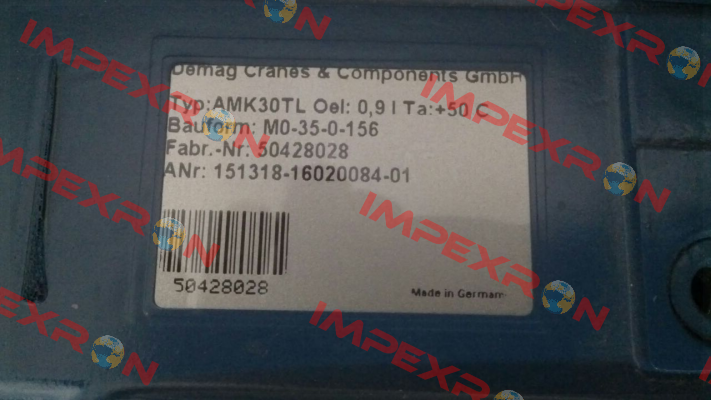 Demag Cranes & Components GmbH
Typ:AMK30TL Oel: 0,9 l Ta:+50 C
Bauform: M0-35-0-156
Fabr.-Nr: 50428028
ANr: 151318-16020084-01
50428028
Made in German
IMPEXRON
IMPEXRON
IMPEXRON
IMPEXRON
IMPEXRON
IMPEXRON